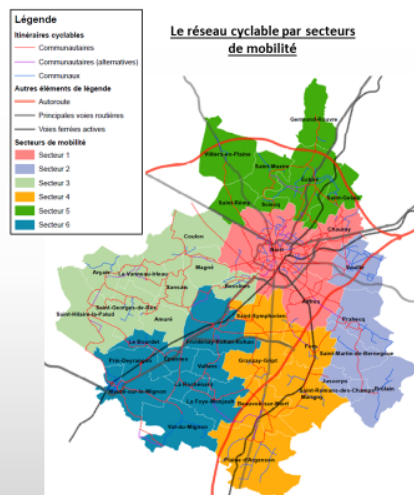 Légende
Itinéraires cyclables
Communautaires
Communautaires (alternatives)
Communaux
Autres éléments de légende
Autoroute
Principales voies routières
Voies ferrées actives
Secteurs de mobilité
Secteur 1
Secteur 2
Secteur 3
Secteur 4
Secteur 5
Secteur 6
Le réseau cyclable par secteurs
de mobilité
Germond-Rouvre
Villiers-en-Plaine
Saint-Maxire
Echiré
Saint-Rémy
Sciecq
Saint-Gelais
Chauray
Coulon
Niort
Magné
Vouillé
Arçais
Le Vanneau-Irleau
Sansais
Bessines
Aiffres
Saint-Georges-de-Rex
Saint-Hilaire-la-Palud
Amuré
Saint-Symphorien
Prahecq
Le Bourdet
Frontenay-Rohan-Rohan
Fors
Saint-Martin-de-Bernegoue
Prin-Deyrançon
Epannes
Vallans
Granzay-Gript
Juscorps
Mauzé-sur-le-Mignon
La Rochénard
Saint-Romans-des-Champs
Brûlain
La Foye-Monjault
Beauvoir-sur-Niort
Marigny
Val-du-Mignon
Plaine-d'Argenson